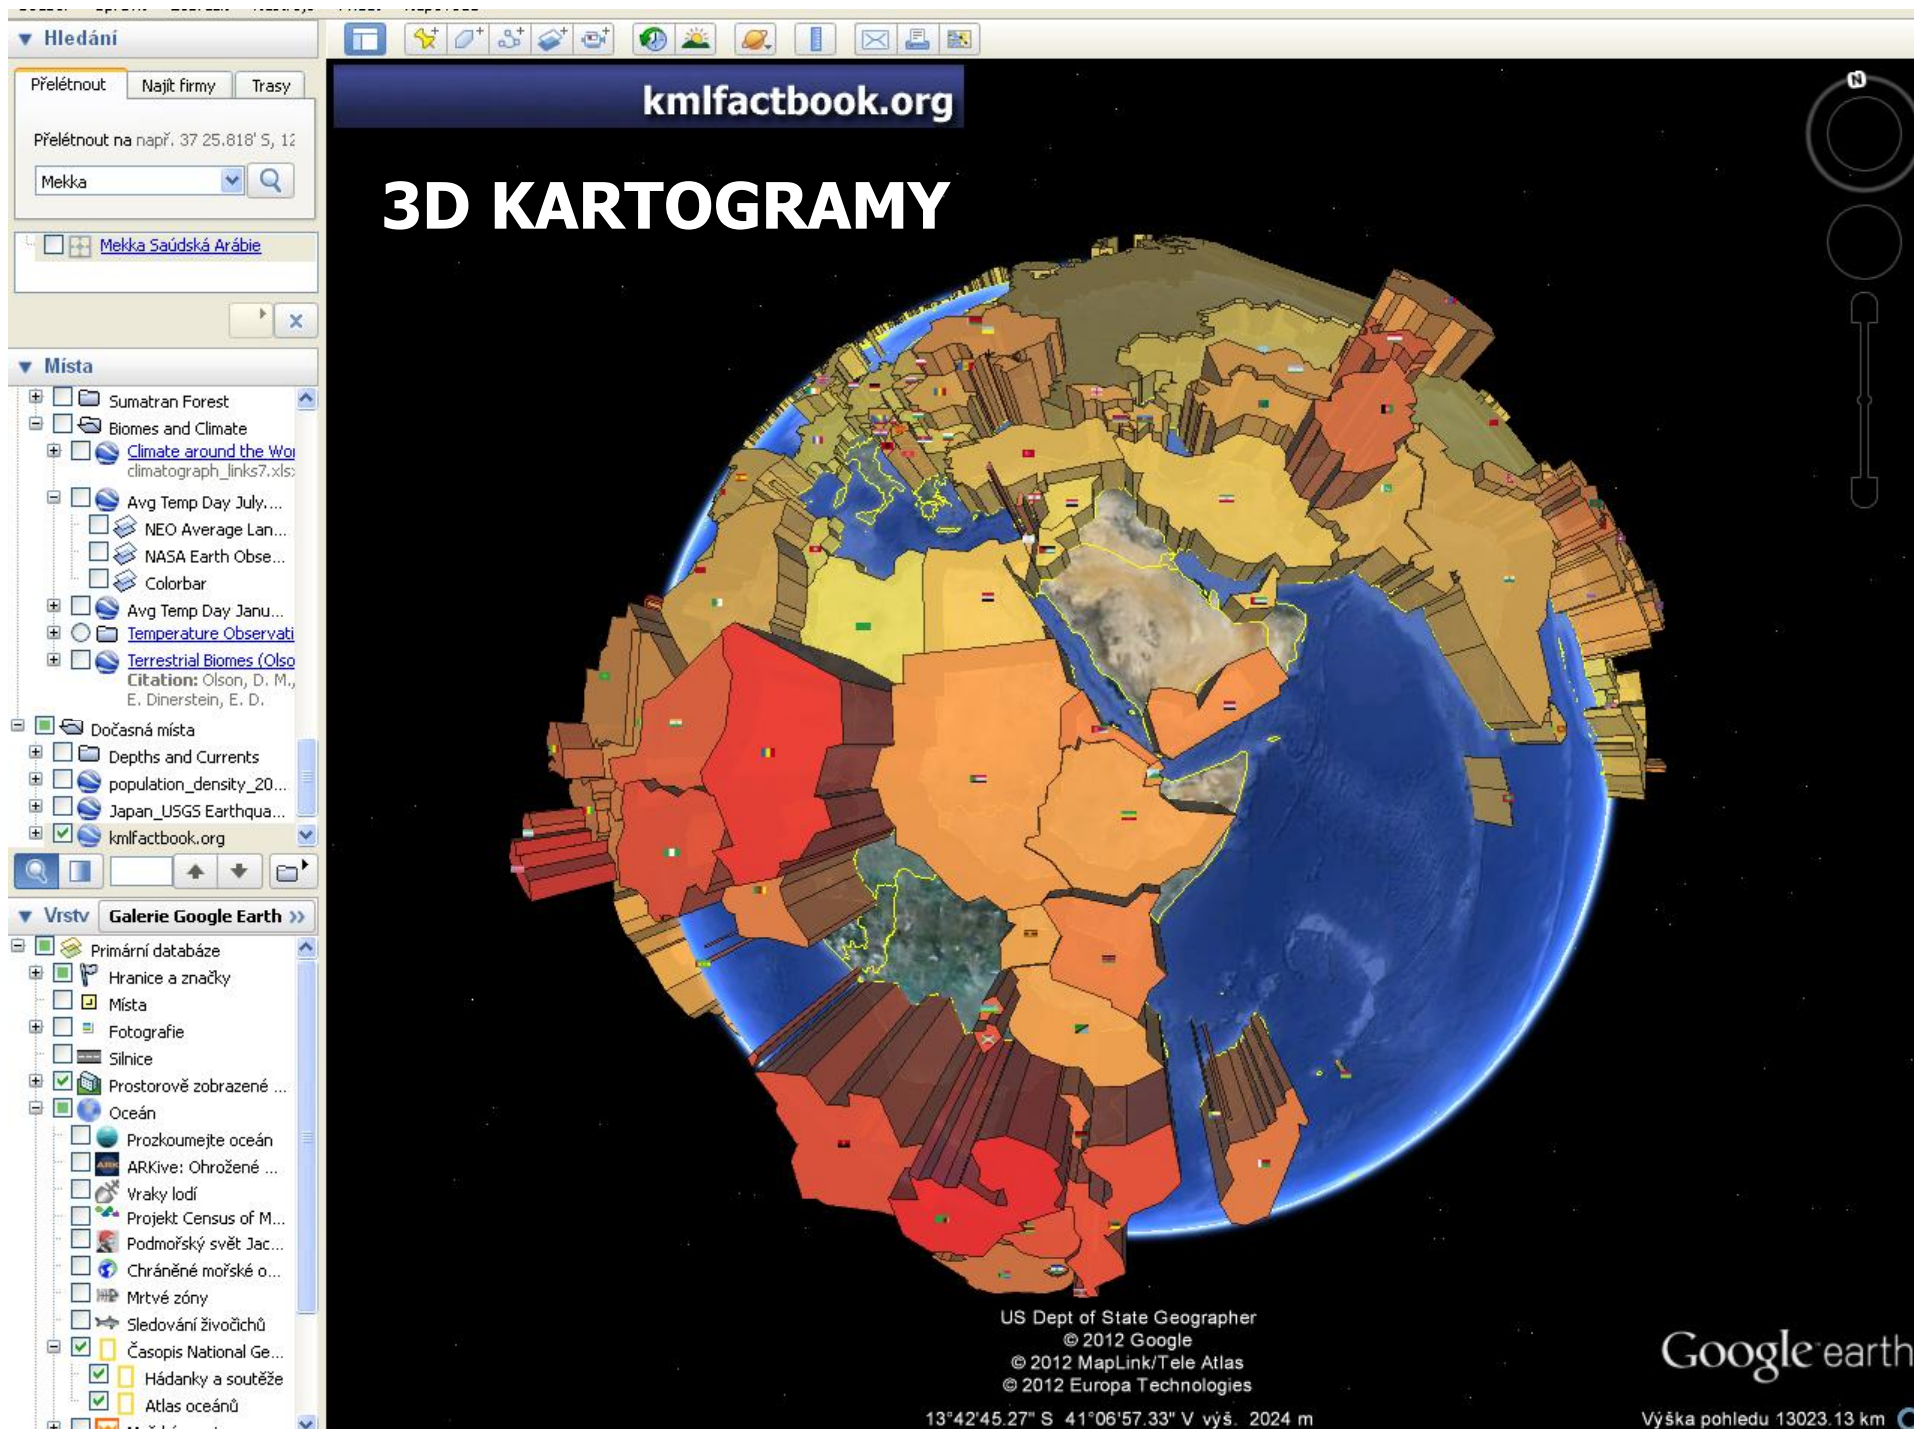 Hledání
Přelétnout
Najít firmy
Trasy
Přelétnout na např. 37 25.818' S, 12
Mekka
Mekka Saúdská Arábie
Místa
Sumatran Forest
Biomes and Climate
Climate around the Wor
climatograph_links7.xls
Avg Temp Day July....
NEO Average Lan...
NASA Earth Obse...
Colorbar
Avg Temp Day Janu...
Temperature Observati
Terrestrial Biomes (Olso
Citation: Olson, D. M.,
E. Dinerstein, E. D.
Dočasná místa
Depths and Currents
population_density_20...
Japan_USGS Earthqua...
kmlfactbook.org
Vrstv
Galerie Google Earth >>
Primární databáze
Hranice a značky
Místa
Fotografie
Silnice
Prostorově zobrazené ...
Oceán
Prozkoumejte oceán
ARKive: Ohrožené ...
Vraky lodí
Projekt Census of M...
Podmořský svět Jac...
Chráněné mořské o...
Mrtvé zóny
Sledování živočichů
Časopis National Ge...
Hádanky a soutěže
Atlas oceánů
kmlfactbook.org
3D KARTOGRAMY
N
US Dept of State Geographer
© 2012 Google
© 2012 MapLink/Tele Atlas
© 2012 Europa Technologies
Google earth
13°42'45.27" S 41°06'57.33" V výš. 2024 m
Výška pohledu 13023.13 km